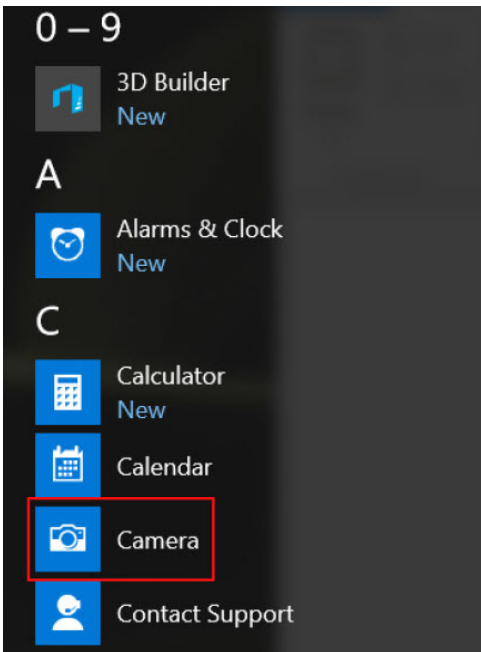 0 – 9
3D Builder
New
A
Alarms & Clock
New
C
Calculator
New
Calendar
Camera
Contact Support